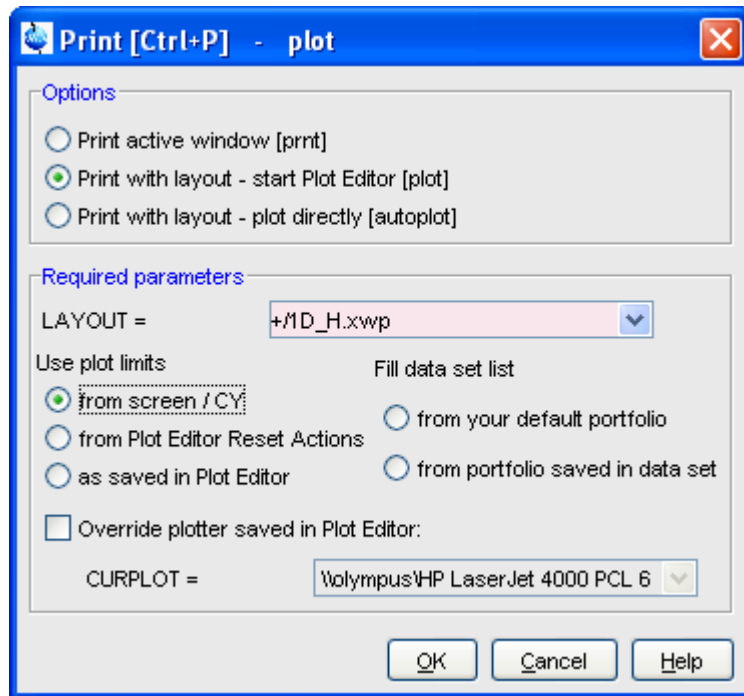 Print [Ctrl+P] - plot
Options
Print active window [prnt]
Print with layout - start Plot Editor [plot]
Print with layout - plot directly [autoplot]
Required parameters
LAYOUT = +/1D_H.xwp
Use plot limits
from screen / CY
from Plot Editor Reset Actions
as saved in Plot Editor
Fill data set list
from your default portfolio
from portfolio saved in data set
Override plotter saved in Plot Editor:
CURPLOT = \\olympus\HP LaserJet 4000 PCL 6
OK Cancel Help